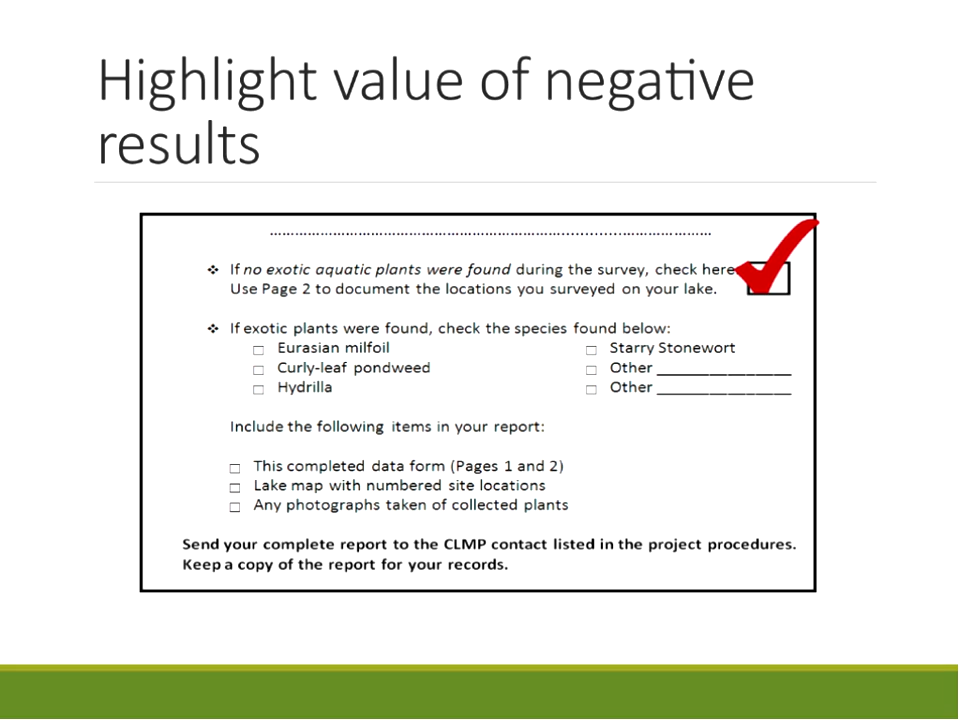 Highlight value of negative
results
……………………………………………………….............…………………
❖ If no exotic aquatic plants were found during the survey, check here
Use Page 2 to document the locations you surveyed on your lake.
❖ If exotic plants were found, check the species found below:
□ Eurasian milfoil □ Starry Stonewort
□ Curly-leaf pondweed □ Other _______________
□ Hydrilla □ Other _______________
Include the following items in your report:
□ This completed data form (Pages 1 and 2)
□ Lake map with numbered site locations
□ Any photographs taken of collected plants
Send your complete report to the CLMP contact listed in the project procedures.
Keep a copy of the report for your records.